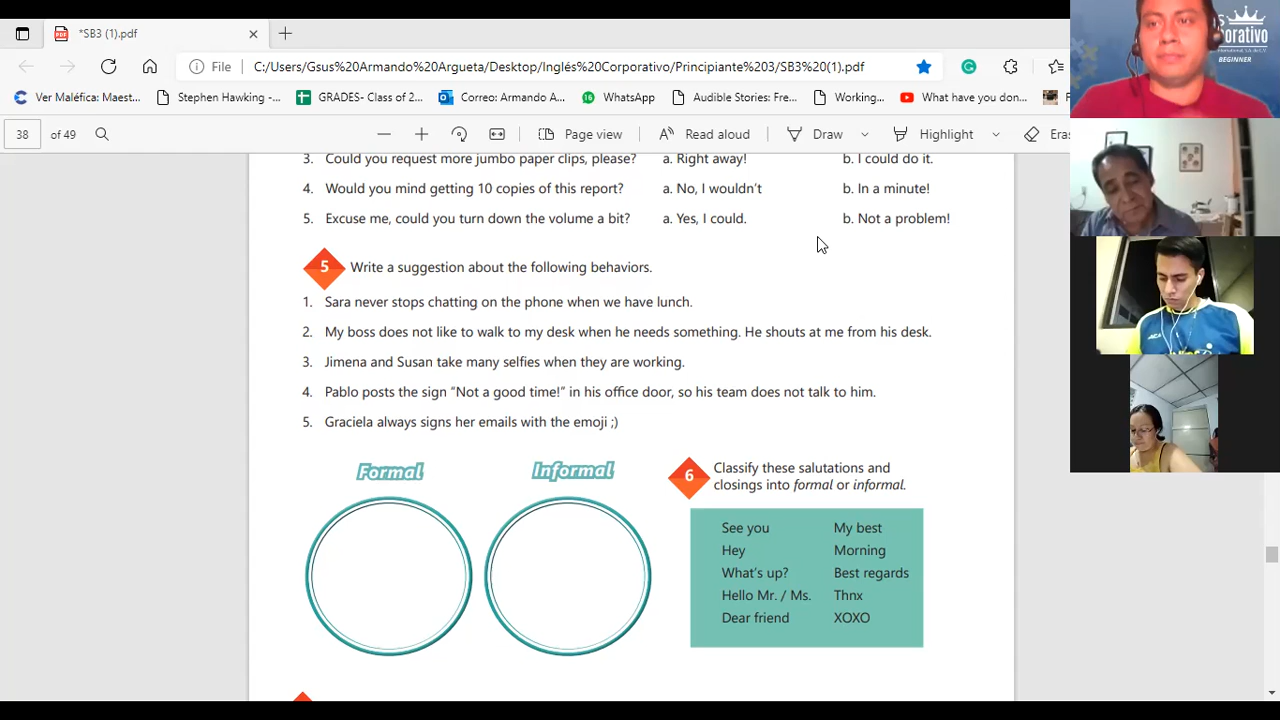 *SB3 (1).pdf
File
C:/Users/Gsus%20Armando%20Argueta/Desktop/Inglés%20Corporativo/Principiante%203/SB3%20(1).pdf
Ver Maléfica: Maest...
Stephen Hawking -...
GRADES- Class of 2...
Correo: Armando A...
WhatsApp
Audible Stories: Fre...
Working...
What have you don...
38 of 49
Page view
Read aloud
Draw
Highlight
Eras
3. Could you request more jumbo paper clips, please? a. Right away! b. I could do it.
4. Would you mind getting 10 copies of this report? a. No, I wouldn't b. In a minute!
5. Excuse me, could you turn down the volume a bit? a. Yes, I could. b. Not a problem!
5 Write a suggestion about the following behaviors.
1. Sara never stops chatting on the phone when we have lunch.
2. My boss does not like to walk to my desk when he needs something. He shouts at me from his desk.
3. Jimena and Susan take many selfies when they are working.
4. Pablo posts the sign “Not a good time!” in his office door, so his team does not talk to him.
5. Graciela always signs her emails with the emoji ;)
Formal
Informal
6 Classify these salutations and
closings into formal or informal.
See you My best
Hey Morning
What's up? Best regards
Hello Mr. / Ms. Thnx
Dear friend XOXO
BEGINNER